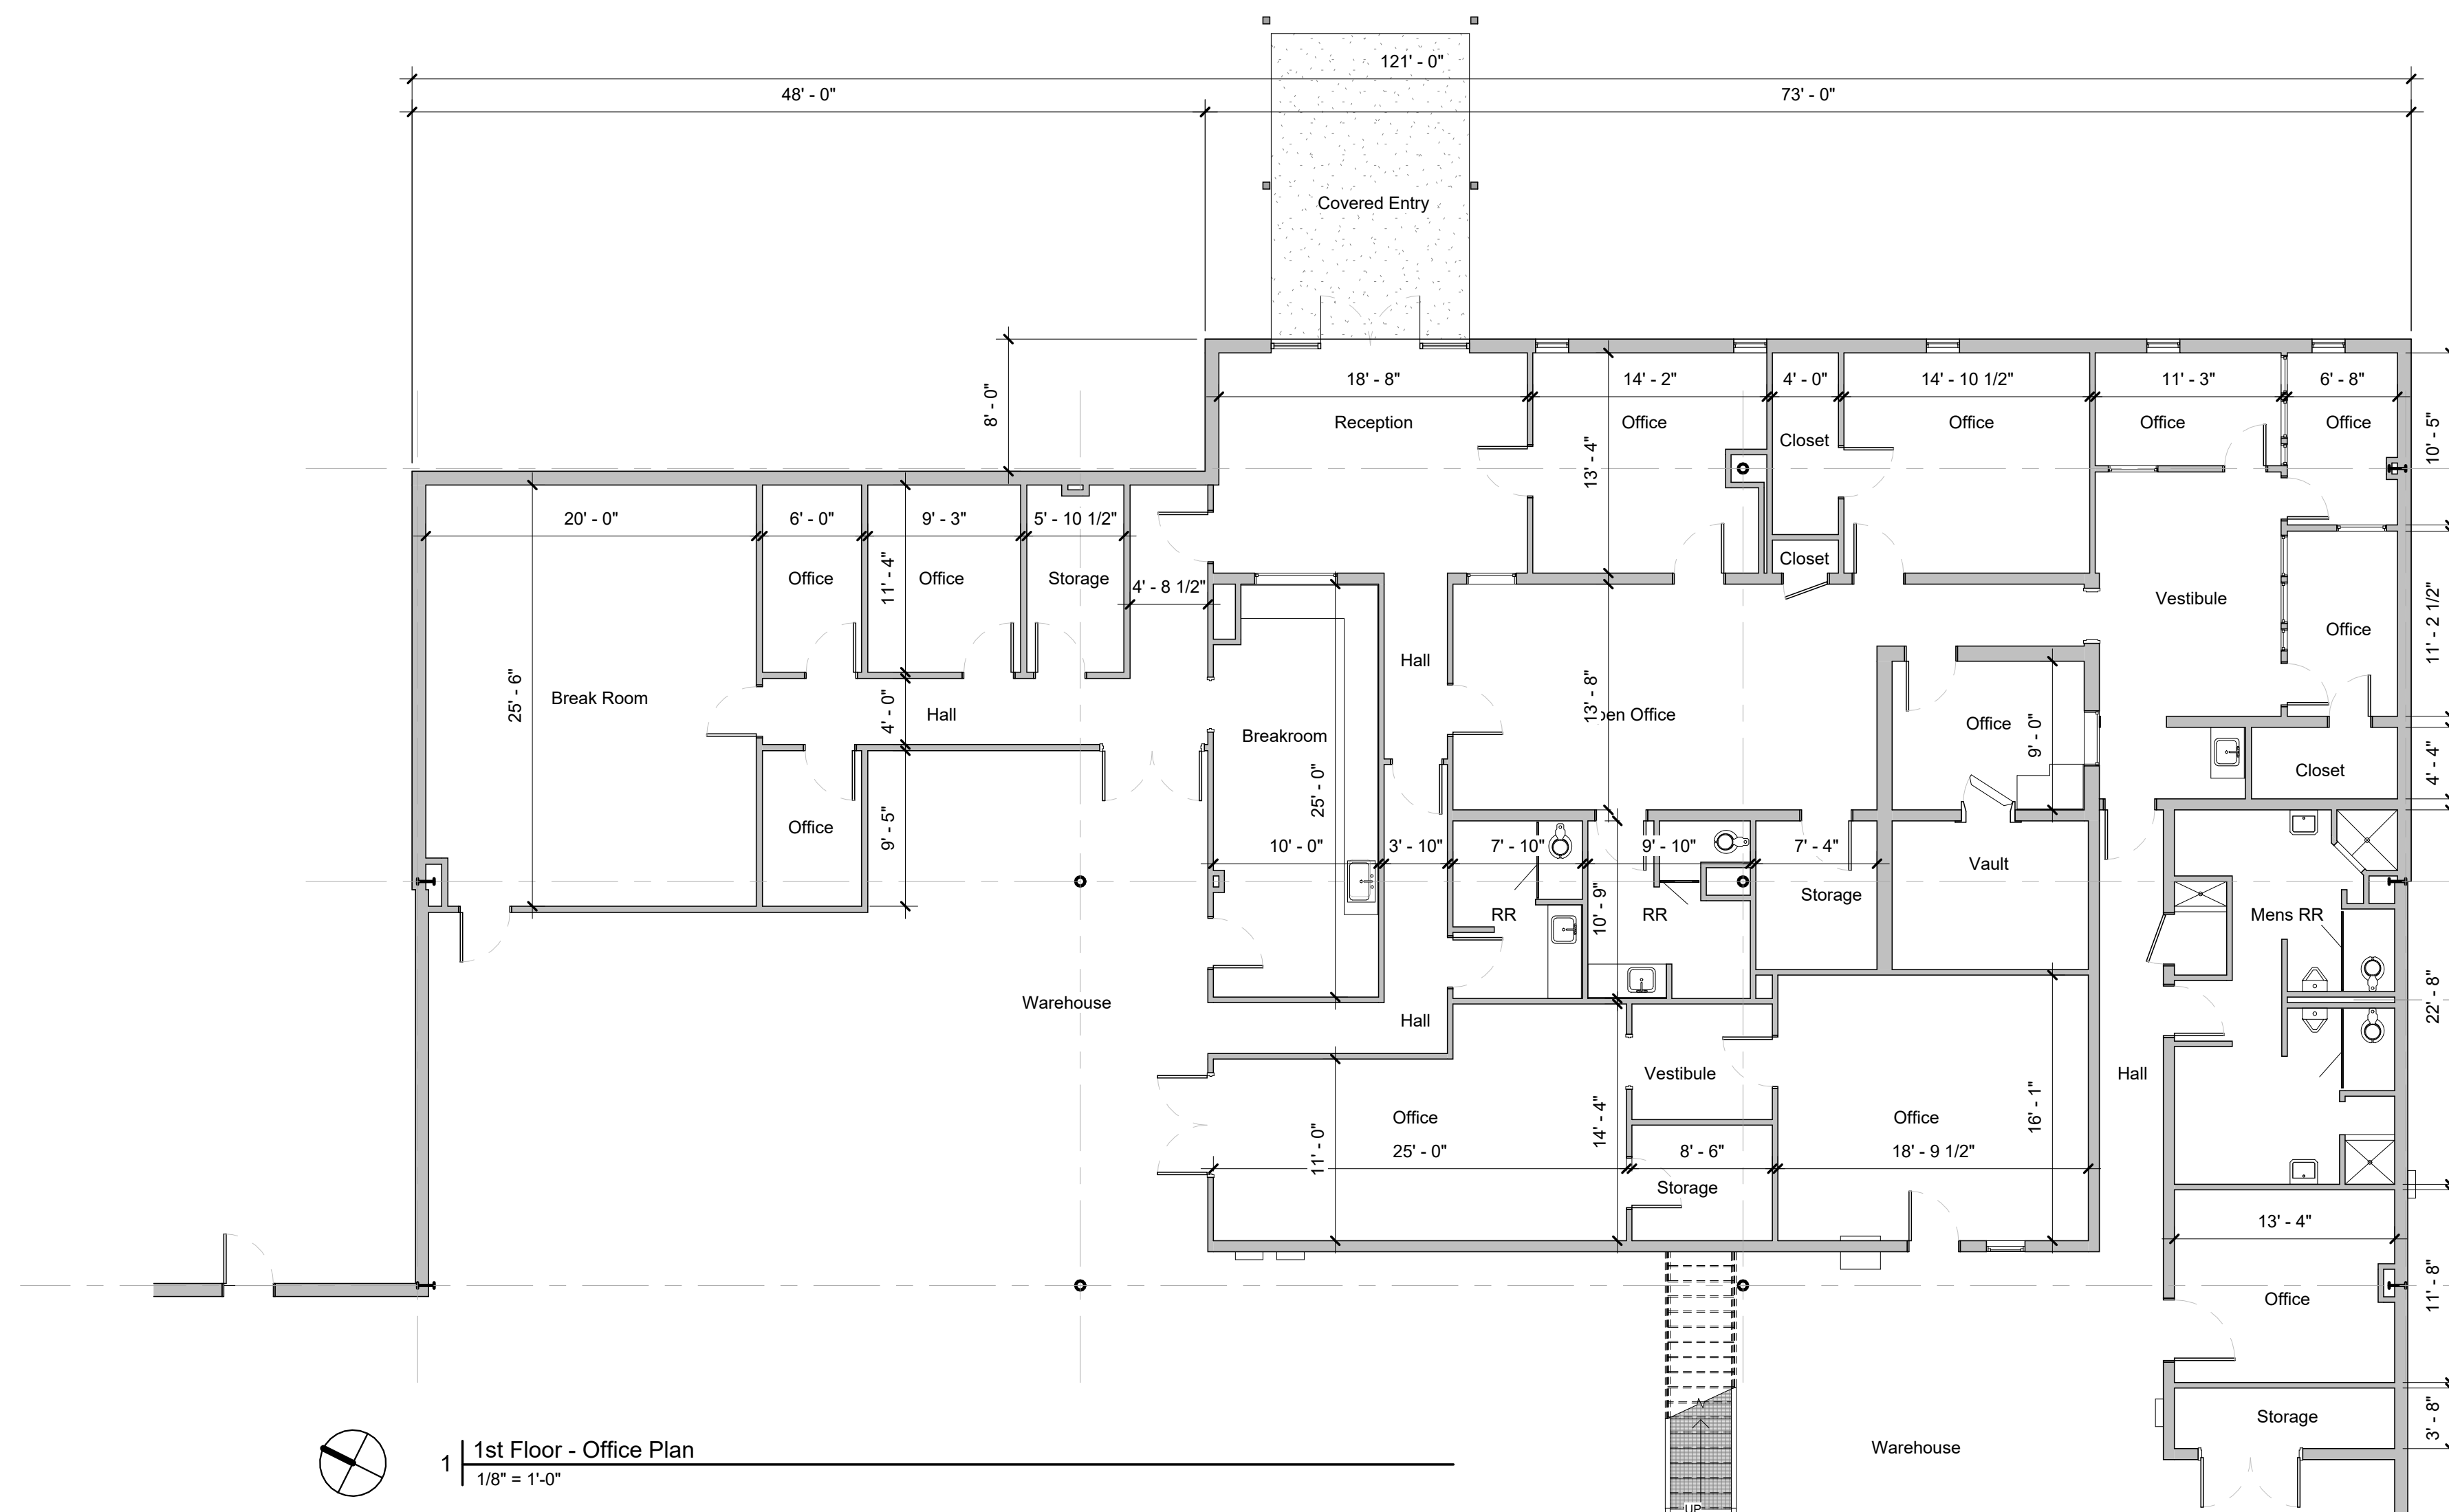 121' - 0"
48' - 0"
73' - 0"
Covered Entry
8' - 0"
18' - 8"
14' - 2"
4' - 0"
14' - 10 1/2"
11' - 3"
6' - 8"
Reception
Office
Closet
Office
Office
Office
10' - 5"
13' - 4"
20' - 0"
6' - 0"
9' - 3"
5' - 10 1/2"
Closet
Office
11' - 4"
Office
Storage
4' - 8 1/2"
Vestibule
Office
11' - 2 1/2"
25' - 6"
Break Room
4' - 0"
Hall
Hall
13' - 8"
pen Office
Breakroom
Office
9' - 0"
Closet
4' - 4"
25' - 0"
Office
9' - 5"
10' - 0"
3' - 10"
7' - 10"
9' - 10"
7' - 4"
Vault
Storage
RR
10' - 9"
RR
Mens RR
Warehouse
Hall
22' - 8"
Vestibule
Hall
Office
11' - 0"
25' - 0"
14' - 4"
8' - 6"
Office
18' - 9 1/2"
16' - 1"
Storage
13' - 4"
Office
11' - 8"
Storage
3' - 8"
Warehouse
UP
1
1st Floor - Office Plan
1/8" = 1'-0"